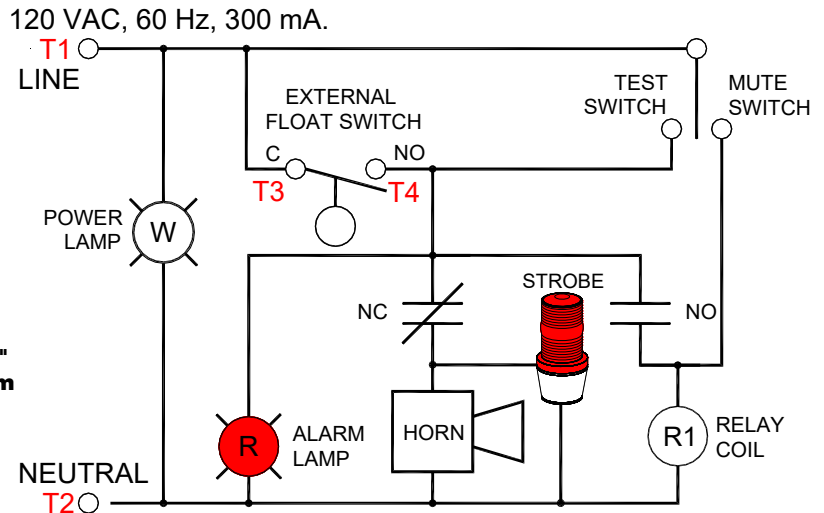 120 VAC, 60 Hz, 300 mA.
T1
LINE
EXTERNAL
FLOAT SWITCH
C
NO
T3
T4
TEST
SWITCH
MUTE
SWITCH
POWER
LAMP
W
NC
STROBE
NO
"
m
R
ALARM
LAMP
HORN
R1
RELAY
COIL
NEUTRAL
T2